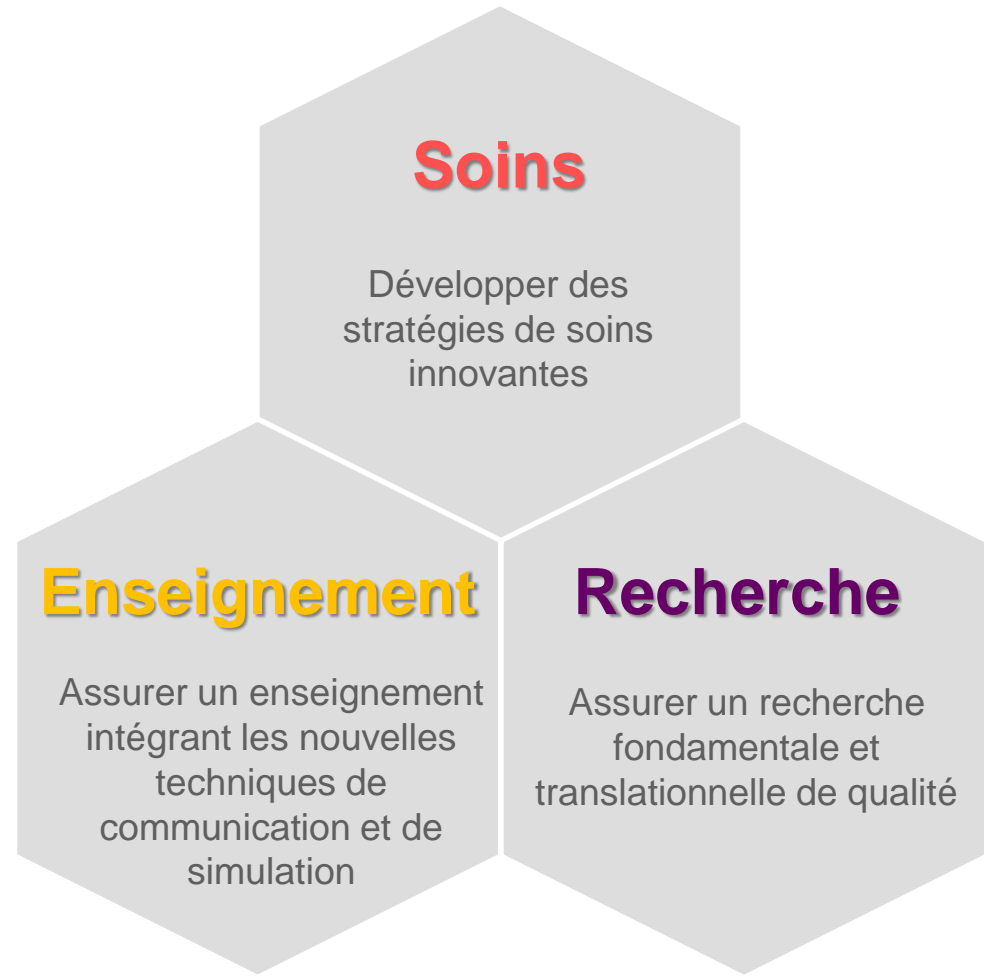 Soins
Développer des
stratégies de soins
innovantes
Enseignement
Assurer un enseignement
intégrant les nouvelles
techniques de
communication et de
simulation
Recherche
Assurer un recherche
fondamentale et
translationnelle de qualité